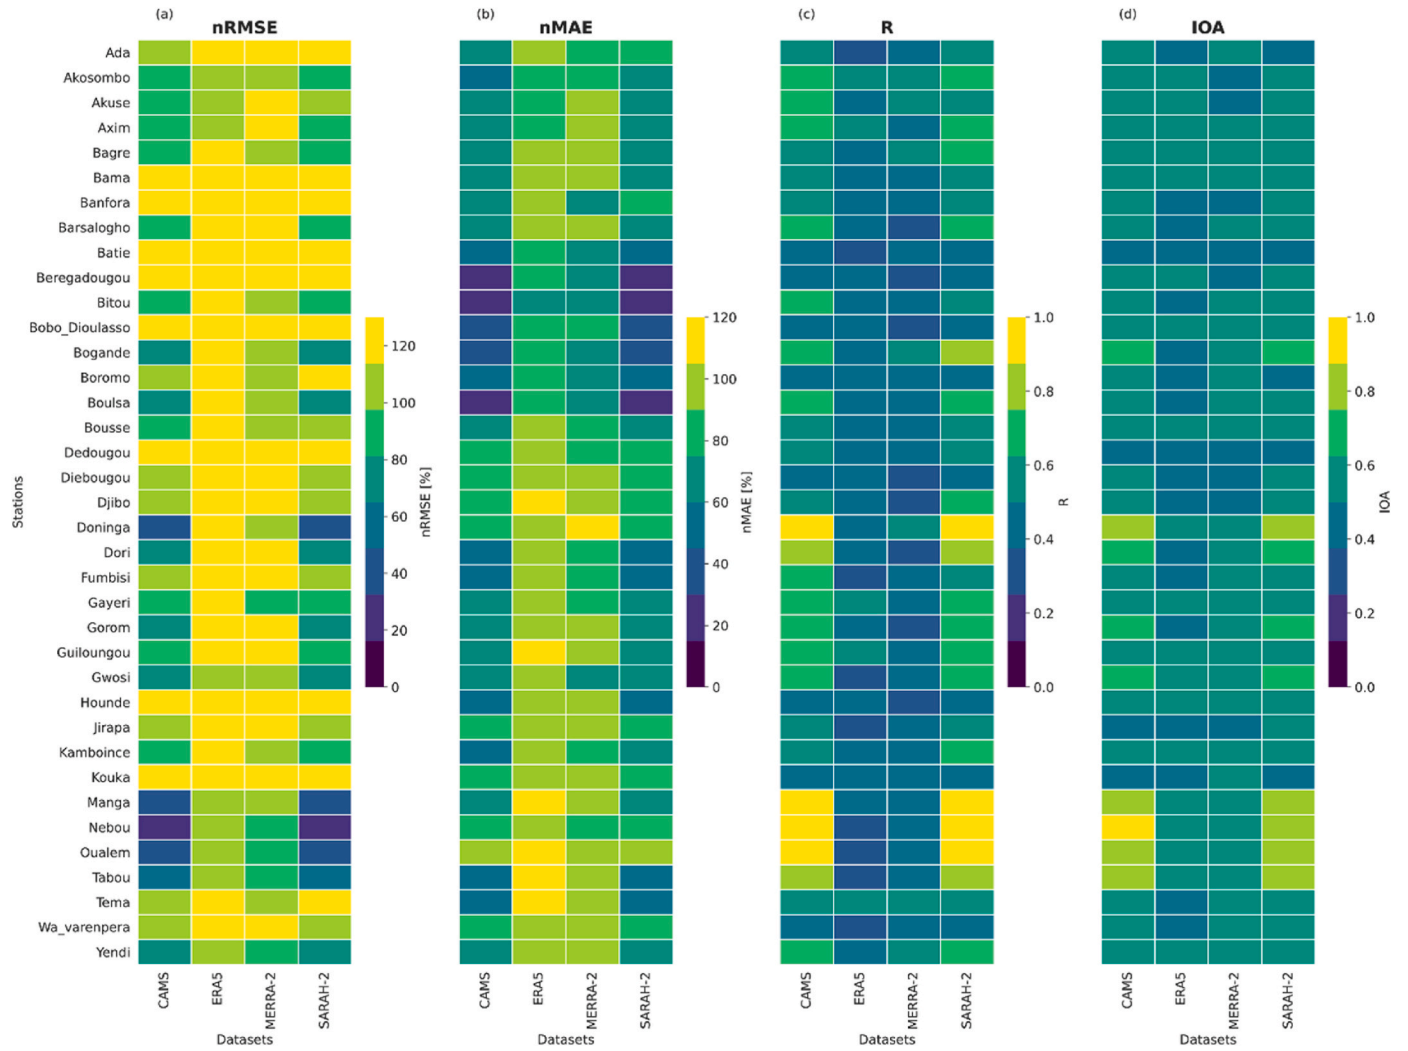 (a)
nRMSE
(b)
nMAE
(c)
R
(d)
IOA
Stations
Ada
Akosombo
Akuse
Axim
Bagre
Bama
Banfora
Barsalogho
Batie
Beregadougou
Bitou
Bobo_Dioulasso
Bogande
Boromo
Boulsa
Bousse
Dedougou
Diebougou
Djibo
Doninga
Dori
Fumbisi
Gayeri
Gorom
Guiloungou
Gwosi
Hounde
Jirapa
Kamboince
Kouka
Manga
Nebou
Oualem
Tabou
Tema
Wa_varenpera
Yendi
120
100
80
60
40
20
0
nRMSE [%]
120
100
80
60
40
20
0
nMAE [%]
1.0
0.8
0.6
0.4
0.2
0.0
R
1.0
0.8
0.6
0.4
0.2
0.0
IOA
CAMS
ERA5
MERRA-2
SARAH-2
Datasets
CAMS
ERA5
MERRA-2
SARAH-2
Datasets
CAMS
ERA5
MERRA-2
SARAH-2
Datasets
CAMS
ERA5
MERRA-2
SARAH-2
Datasets